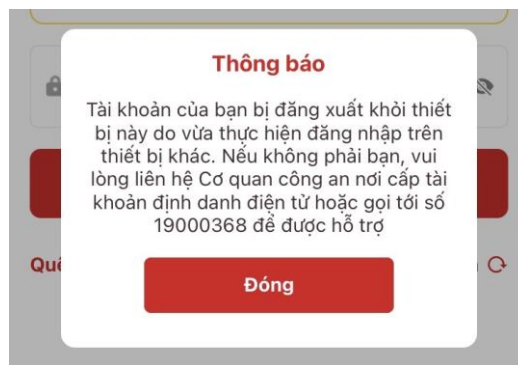 Thông báo
Tài khoản của bạn bị đăng xuất khỏi thiết
bị này do vừa thực hiện đăng nhập trên
thiết bị khác. Nếu không phải bạn, vui
lòng liên hệ Cơ quan công an nơi cấp tài
khoản định danh điện tử hoặc gọi tới số
19000368 để được hỗ trợ
Đóng